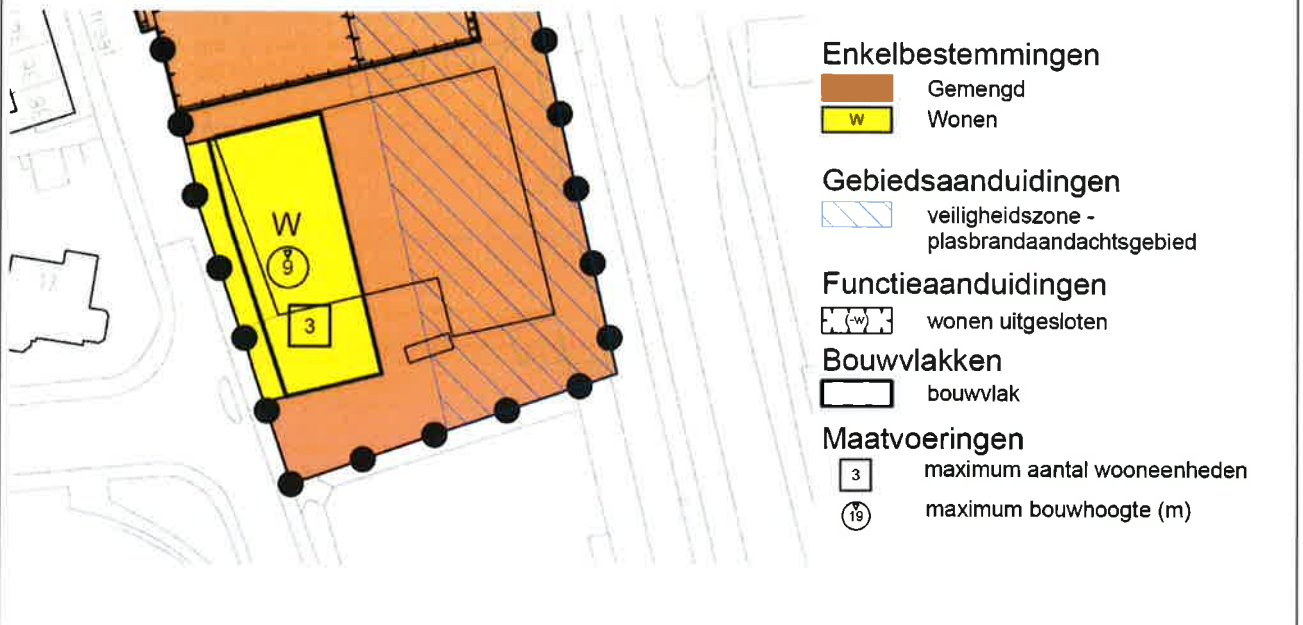 W
9
3
Enkelbestemmingen
Gemengd
W
Wonen
Gebiedsaanduidingen
veiligheidszone -
plasbrandaandachtsgebied
Functieaanduidingen
(-w)
wonen uitgesloten
Bouwvlakken
bouwvlak
Maatvoeringen
3
maximum aantal wooneenheden
19
maximum bouwhoogte (m)